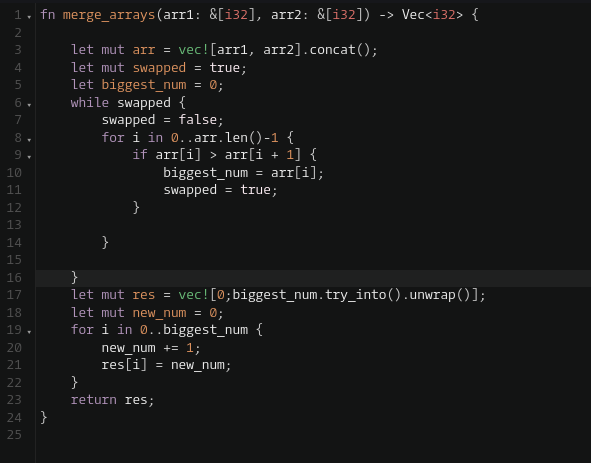 1 fn merge_arrays(arr1: &[i32], arr2: &[i32]) -> Vec<i32> {
2
3     let mut arr = vec![arr1, arr2].concat();
4     let mut swapped = true;
5     let biggest_num = 0;
6     while swapped {
7         swapped = false;
8         for i in 0..arr.len()-1 {
9             if arr[i] > arr[i + 1] {
10                 biggest_num = arr[i];
11                 swapped = true;
12             }
13
14         }
15
16     }
17     let mut res = vec![0;biggest_num.try_into().unwrap()];
18     let mut new_num = 0;
19     for i in 0..biggest_num {
20         new_num += 1;
21         res[i] = new_num;
22     }
23     return res;
24 }
25